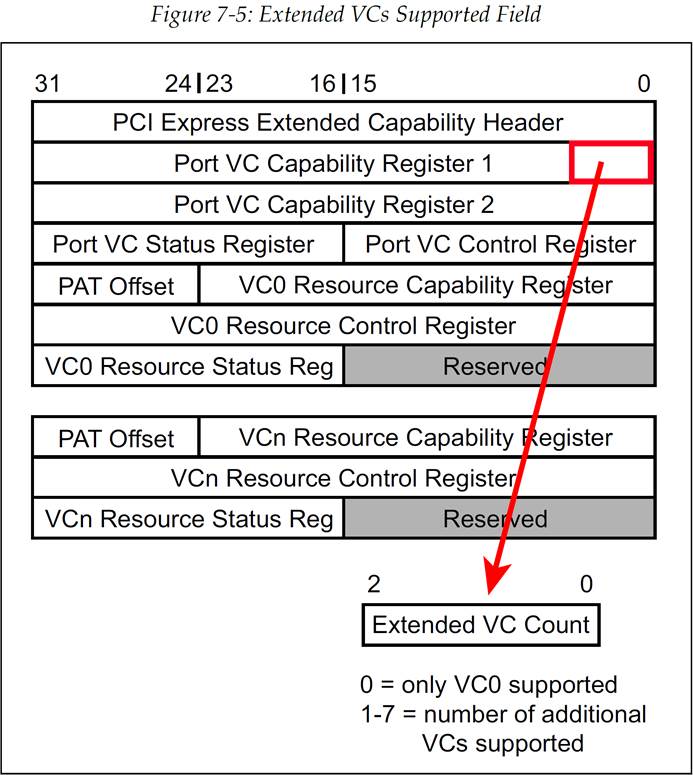 Figure 7-5: Extended VCs Supported Field
31 24 | 23 16 | 15 0
PCI Express Extended Capability Header
Port VC Capability Register 1
Port VC Capability Register 2
Port VC Status Register Port VC Control Register
PAT Offset VC0 Resource Capability Register
VC0 Resource Control Register
VC0 Resource Status Reg Reserved
PAT Offset VCn Resource Capability Register
VCn Resource Control Register
VCn Resource Status Reg Reserved
2 0
Extended VC Count
0 = only VC0 supported
1-7 = number of additional
VCs supported